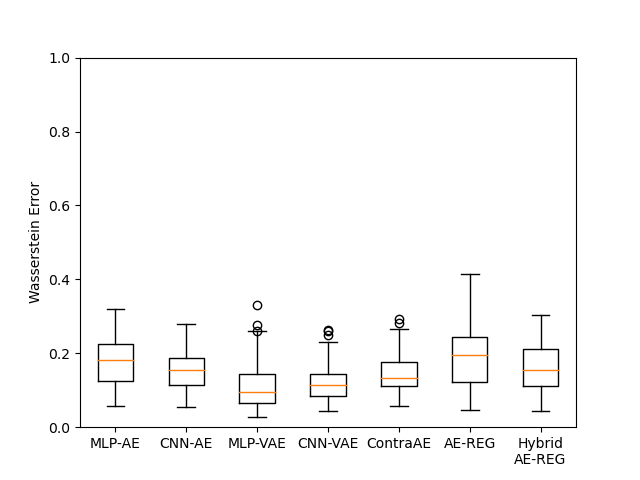 1.0
0.8
0.6
0.4
0.2
0.0
Wasserstein Error
MLP-AE
CNN-AE
MLP-VAE
CNN-VAE
ContraAE
AE-REG
Hybrid
AE-REG